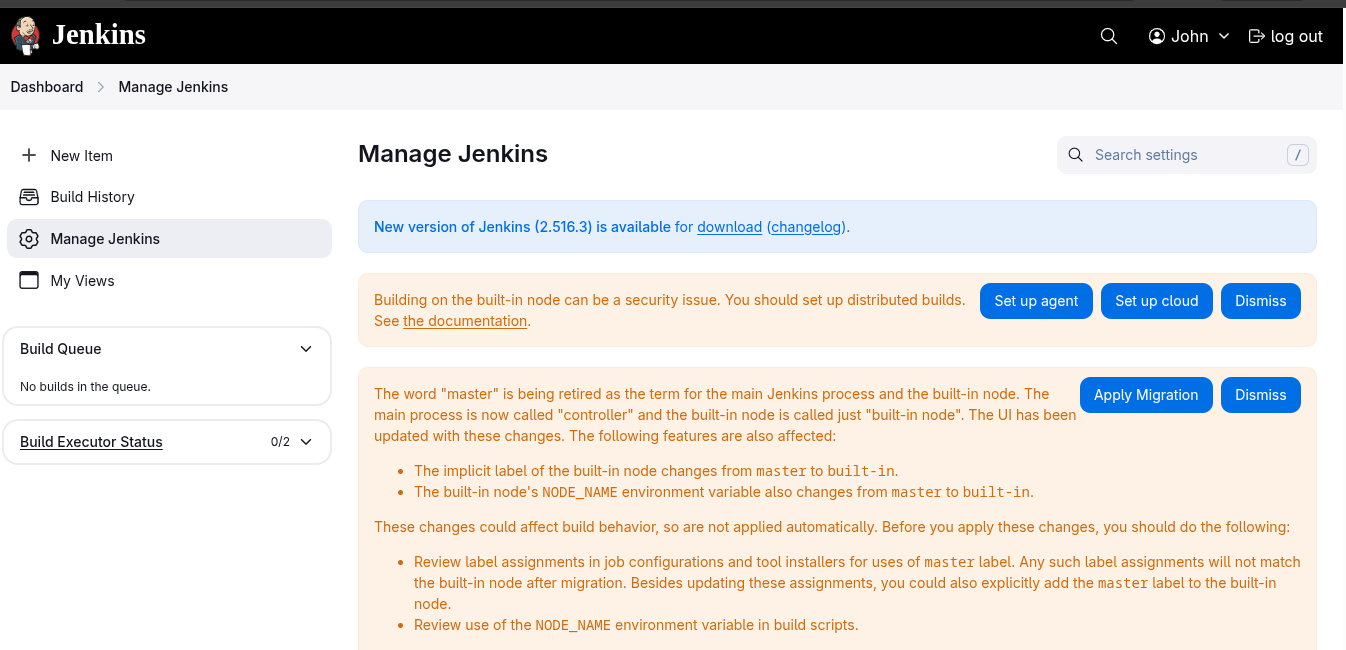 Jenkins
John
log out
Dashboard
Manage Jenkins
New Item
Build History
Manage Jenkins
My Views
Build Queue
No builds in the queue.
Build Executor Status
0/2
Manage Jenkins
Search settings
/
New version of Jenkins (2.516.3) is available for download (changelog).
Building on the built-in node can be a security issue. You should set up distributed builds.
See the documentation.
Set up agent
Set up cloud
Dismiss
The word "master" is being retired as the term for the main Jenkins process and the built-in node. The
main process is now called "controller" and the built-in node is called just "built-in node". The UI has been
updated with these changes. The following features are also affected:
Apply Migration
Dismiss
• The implicit label of the built-in node changes from master to built-in.
• The built-in node's NODE_NAME environment variable also changes from master to built-in.
These changes could affect build behavior, so are not applied automatically. Before you apply these changes, you should do the following:
• Review label assignments in job configurations and tool installers for uses of master label. Any such label assignments will not match
the built-in node after migration. Besides updating these assignments, you could also explicitly add the master label to the built-in
node.
• Review use of the NODE_NAME environment variable in build scripts.